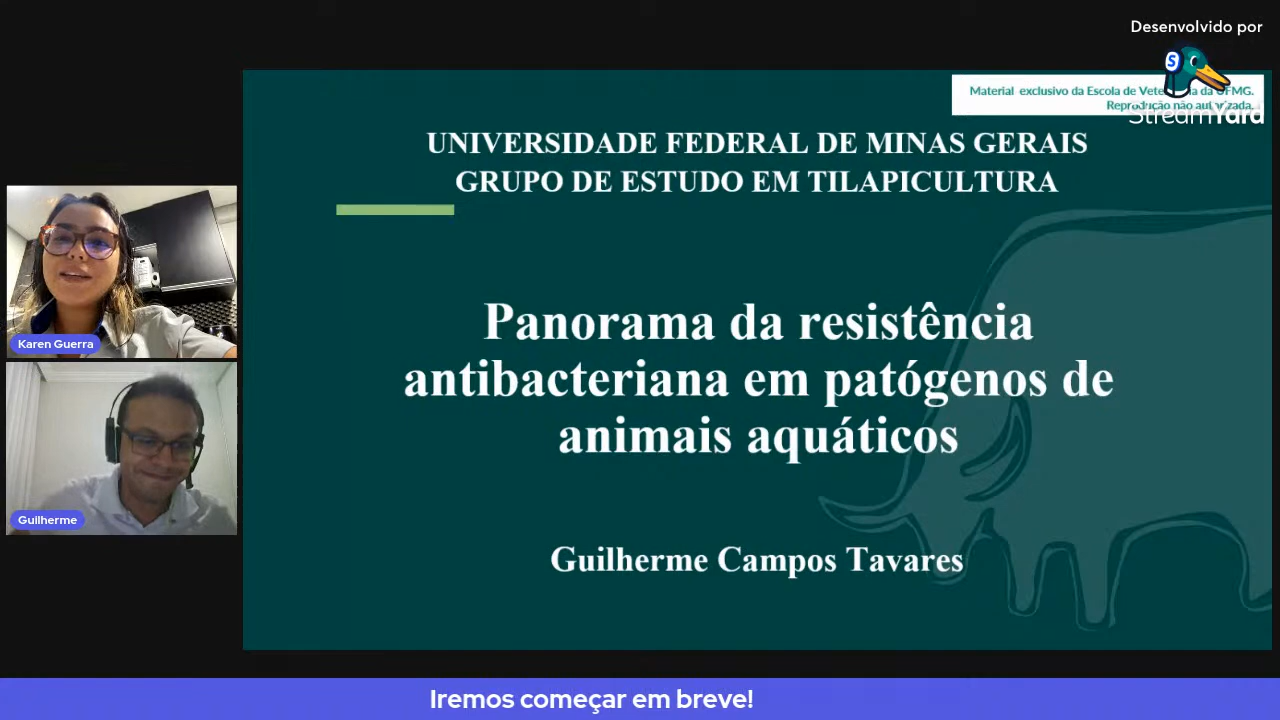 Desenvolvido por
StreamYard
Material exclusivo da Escola de da UFMG.
Reprodução não autorizada.
UNIVERSIDADE FEDERAL DE MINAS GERAIS
GRUPO DE ESTUDO EM TILAPICULTURA
Panorama da resistência
antibacteriana em patógenos de
animais aquáticos
Guilherme Campos Tavares
Karen Guerra
Guilherme
Iremos começar em breve!